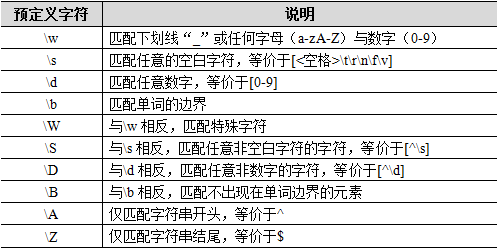 预定义字符 说明
\w 匹配下划线“_”或任何字母（a-zA-Z）与数字（0-9）
\s 匹配任意的空白字符，等价于[<空格>\t\r\n\f\v]
\d 匹配任意数字，等价于[0-9]
\b 匹配单词的边界
\W 与\w 相反，匹配特殊字符
\S 与\s 相反，匹配任意非空白字符的字符，等价于[^\s]
\D 与\d 相反，匹配任意非数字的字符，等价于[^\d]
\B 与\b 相反，匹配不出现在单词边界的元素
\A 仅匹配字符串开头，等价于^
\Z 仅匹配字符串结尾，等价于$